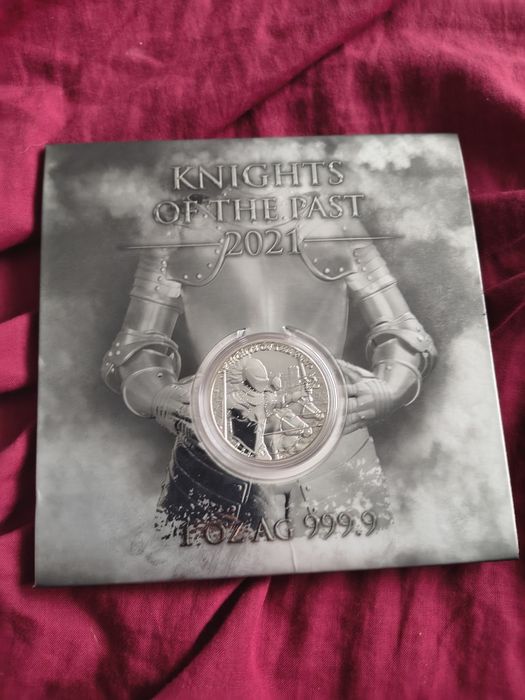 KNIGHTS
OF THE PAST
2021
1 OZ AG 999.9